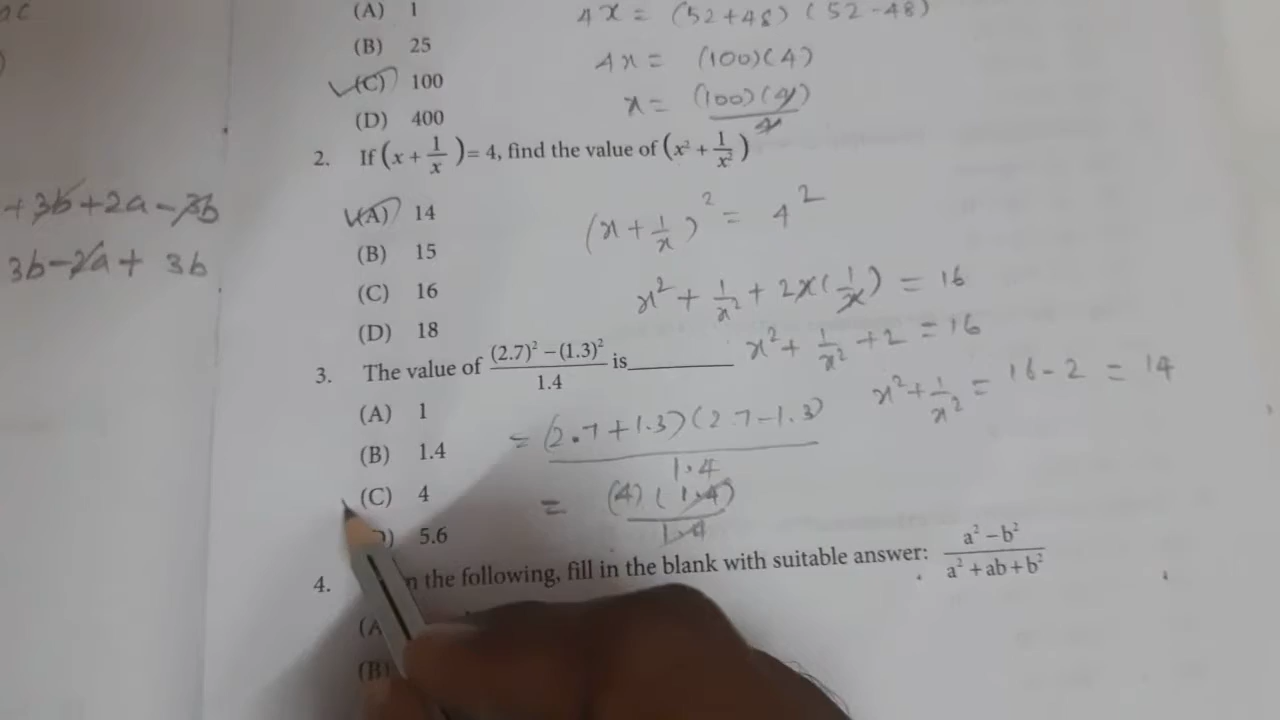 (A) 1
4x = (52+48) (52-48)
(B) 25
4x = (100)(4)
(C) 100
x = (100)(4)
4
(D) 400
2. If (x + 1/x) = 4, find the value of (x² + 1/x²)
+3b+2a-3b
(A) 14
(x + 1/x)² = 4²
3b-2a+ 3b
(B) 15
(C) 16
x² + 1/x² + 2x(1/x) = 16
(D) 18
x² + 1/x² + 2 = 16
3. The value of (2.7)² – (1.3)² / 1.4 is________
x² + 1/x² = 16-2 = 14
(A) 1
= (2.7+1.3)(2.7-1.3)
1.4
(B) 1.4
(C) 4
= (4) (1.4)
1.4
5.6
4. n the following, fill in the blank with suitable answer: a² – b² / a² + ab + b²
(A
(B)